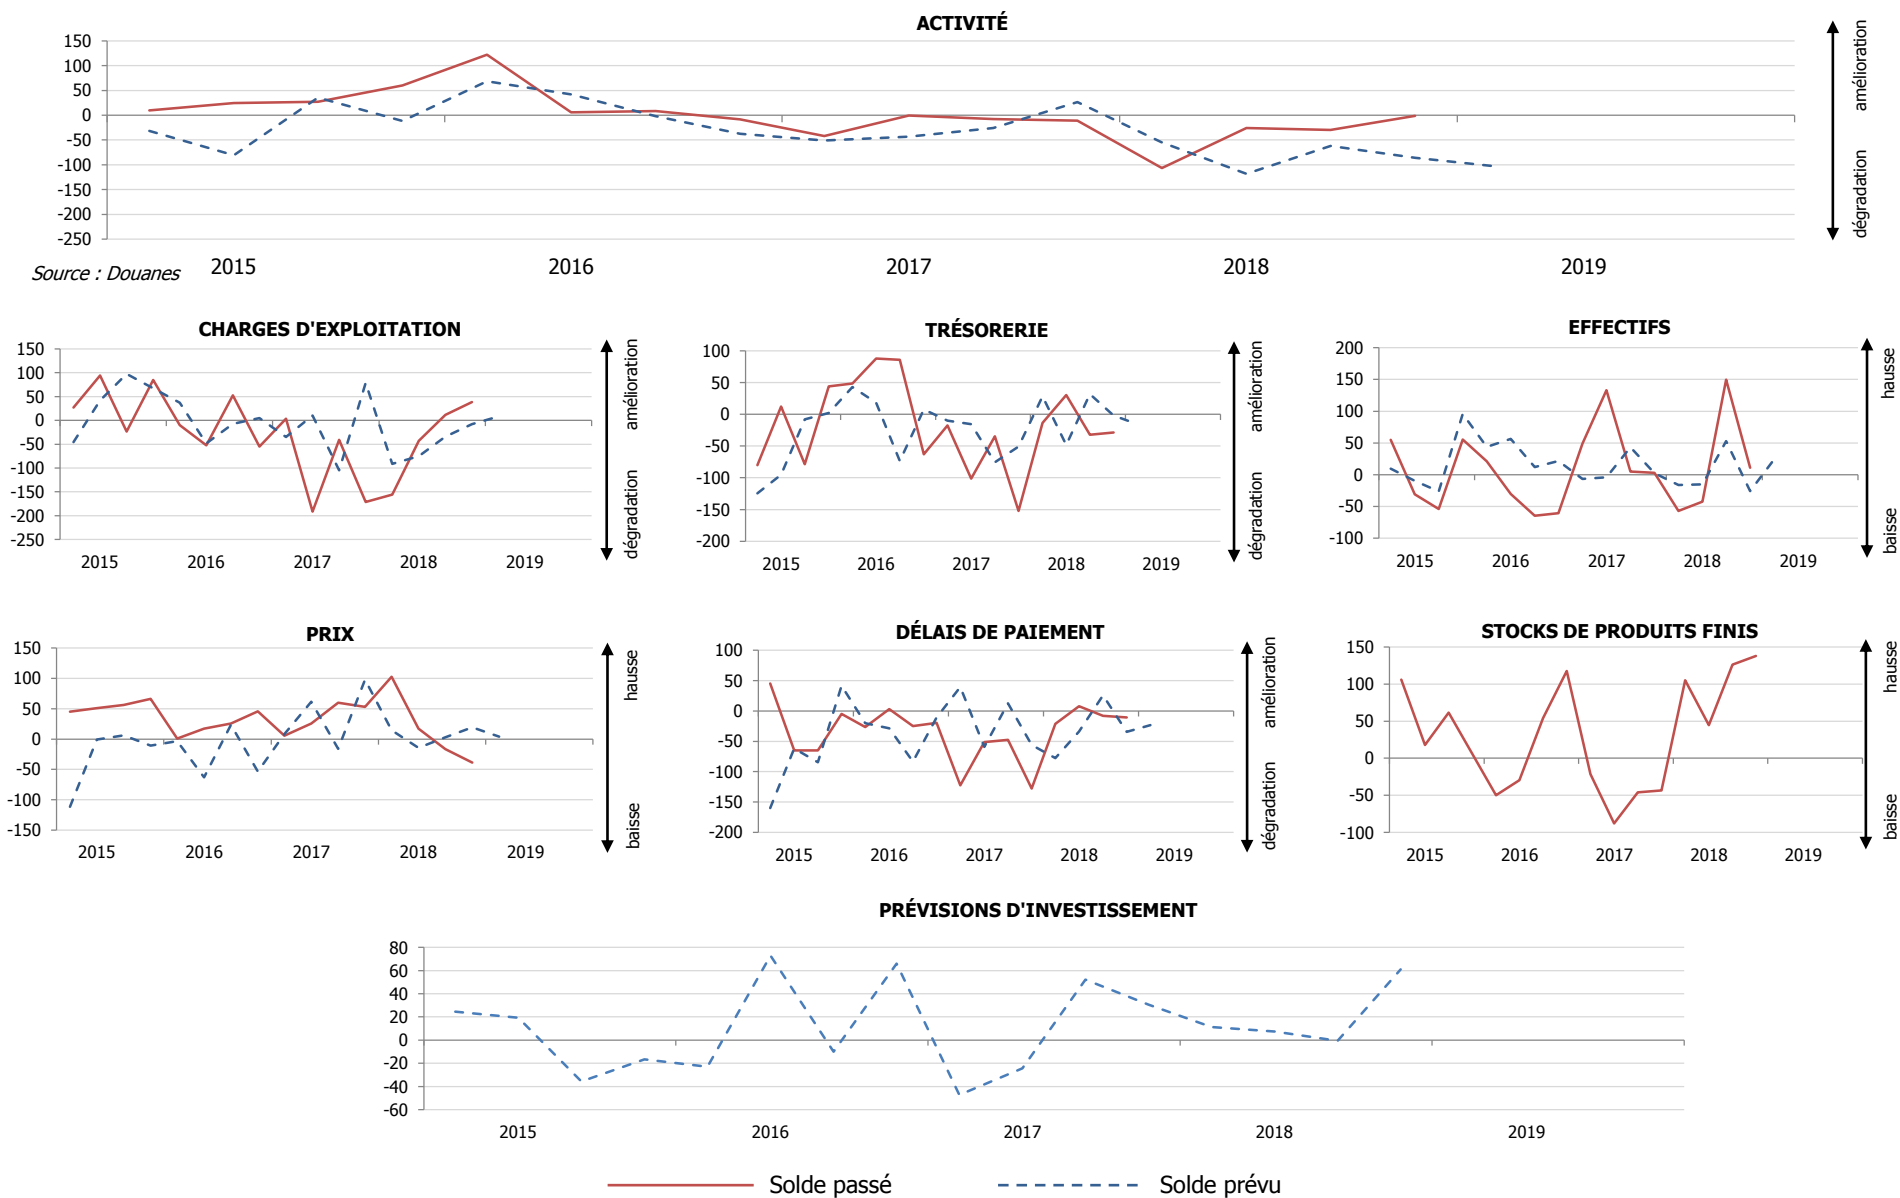 ACTIVITÉ
150
100
50
0
-50
-100
-150
-200
-250
amélioration
dégradation
2015 2016 2017 2018 2019
Source : Douanes
CHARGES D'EXPLOITATION
150
100
50
0
-50
-100
-150
-200
-250
2015 2016 2017 2018 2019
amélioration
dégradation
TRÉSORERIE
100
50
0
-50
-100
-150
-200
2015 2016 2017 2018 2019
amélioration
dégradation
EFFECTIFS
200
150
100
50
0
-50
-100
2015 2016 2017 2018 2019
hausse
baisse
PRIX
150
100
50
0
-50
-100
-150
2015 2016 2017 2018 2019
hausse
baisse
DÉLAIS DE PAIEMENT
100
50
0
-50
-100
-150
-200
2015 2016 2017 2018 2019
amélioration
dégradation
STOCKS DE PRODUITS FINIS
150
100
50
0
-50
-100
2015 2016 2017 2018 2019
hausse
baisse
PRÉVISIONS D'INVESTISSEMENT
80
60
40
20
0
-20
-40
-60
2015 2016 2017 2018 2019
Solde passé Solde prévu